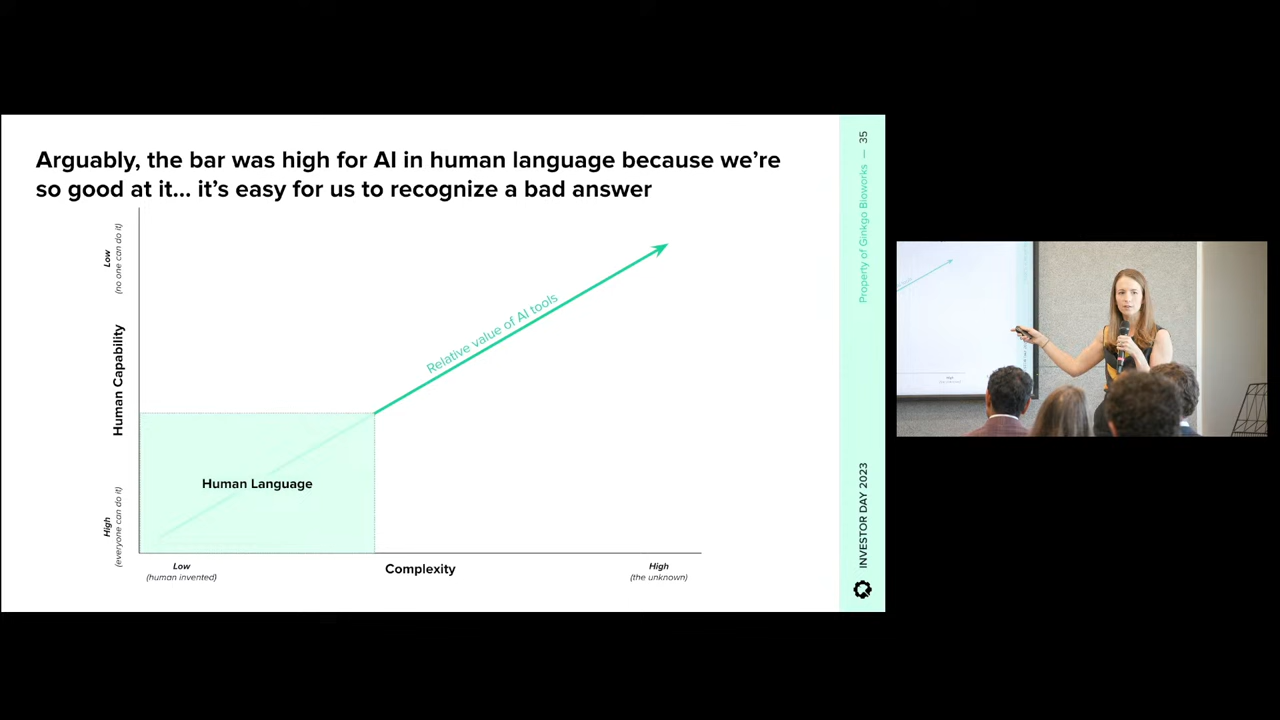 Arguably, the bar was high for AI in human language because we're
so good at it... it's easy for us to recognize a bad answer
Low
(no one can do it)
Human Capability
High
(everyone can do it)
Relative value of AI tools
Human Language
Low
(human invented)
Complexity
High
(the unknown)
Property of Ginkgo Bioworks — 35
INVESTOR DAY 2023